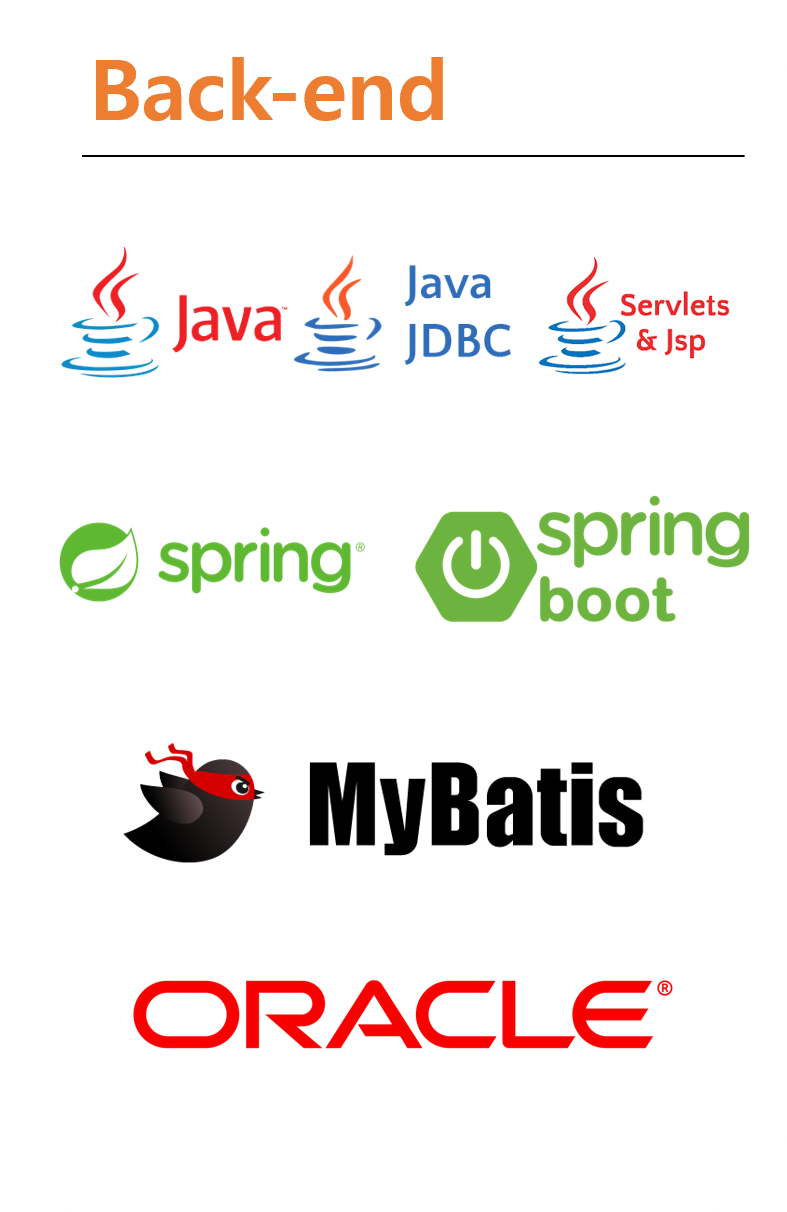 Back-end
Java™
Java
JDBC
Servlets
& Jsp
spring®
spring
boot
MyBatis
ORACLE®